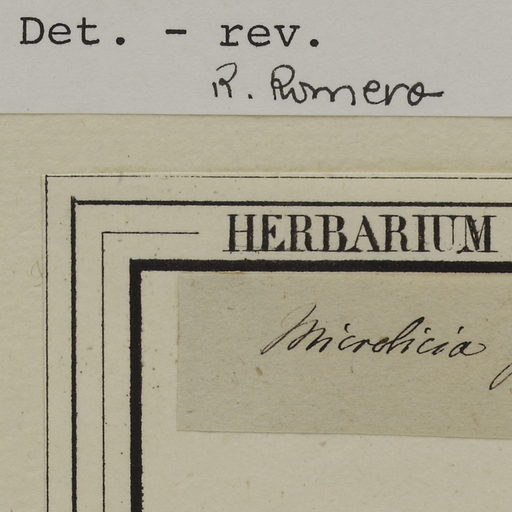 Det. - rev.
R. Romero
HERBARIUM
Microlicia